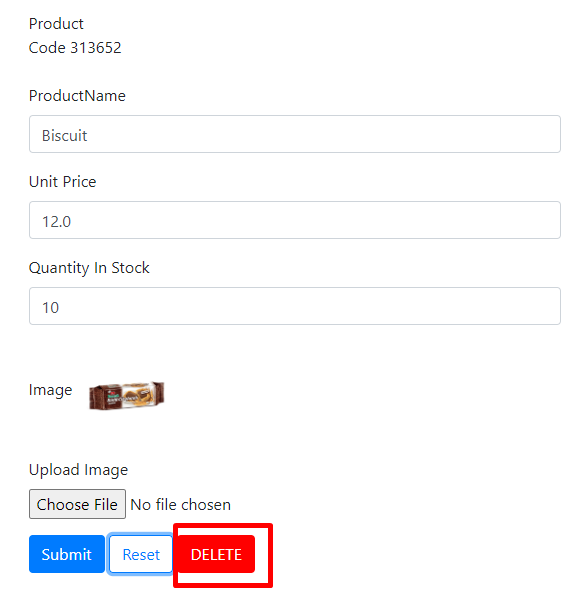 Product
Code 313652
ProductName
Biscuit
Unit Price
12.0
Quantity In Stock
10
Image
Upload Image
Choose File No file chosen
Submit Reset DELETE